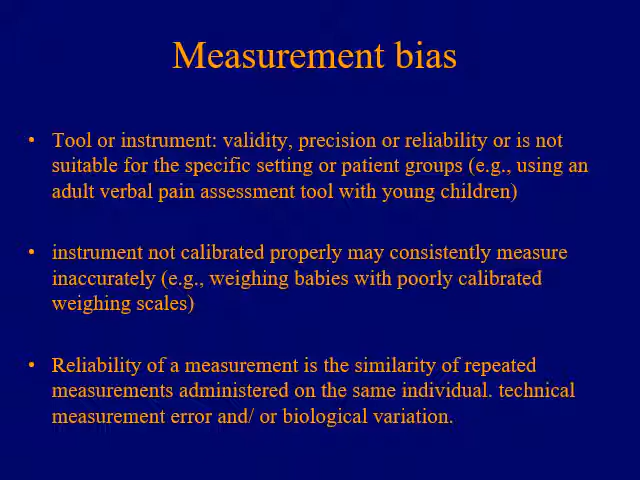 Measurement bias
• Tool or instrument: validity, precision or reliability or is not
suitable for the specific setting or patient groups (e.g., using an
adult verbal pain assessment tool with young children)
• instrument not calibrated properly may consistently measure
inaccurately (e.g., weighing babies with poorly calibrated
weighing scales)
• Reliability of a measurement is the similarity of repeated
measurements administered on the same individual. technical
measurement error and/ or biological variation.